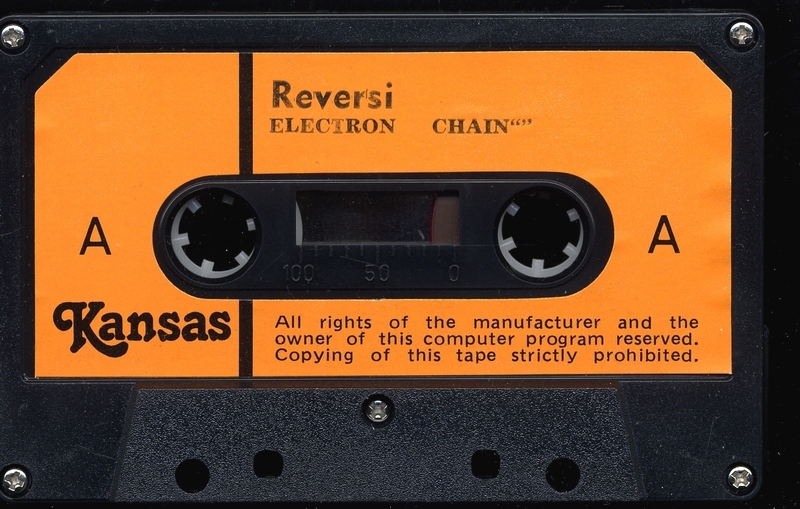 Reversi
ELECTRON CHAIN“”
A A
100 50 0
Kansas
All rights of the manufacturer and the
owner of this computer program reserved.
Copying of this tape strictly prohibited.